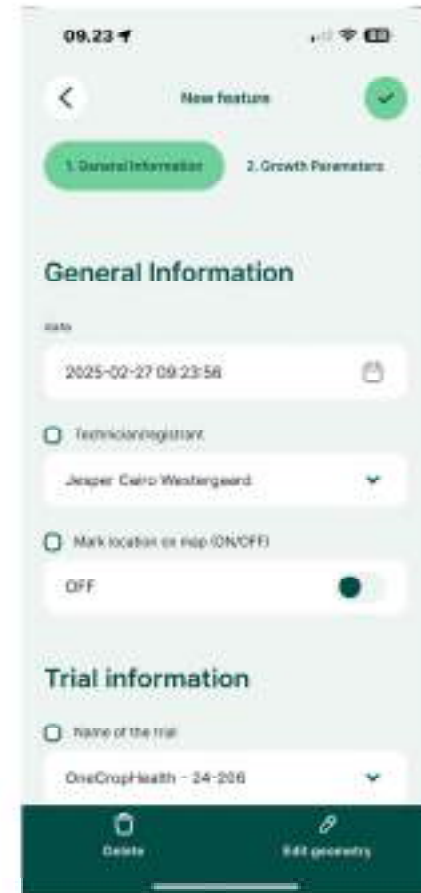 09.23
New feature
1. General Information
2. Growth Parameters
General Information
date
2025-02-27 09:23:56
Technician/registrant
Jesper Cairo Westergaard
Mark location on map (ON/OFF)
OFF
Trial information
Name of the trial
OneCropHealth - 24-206
Delete
Edit geometry